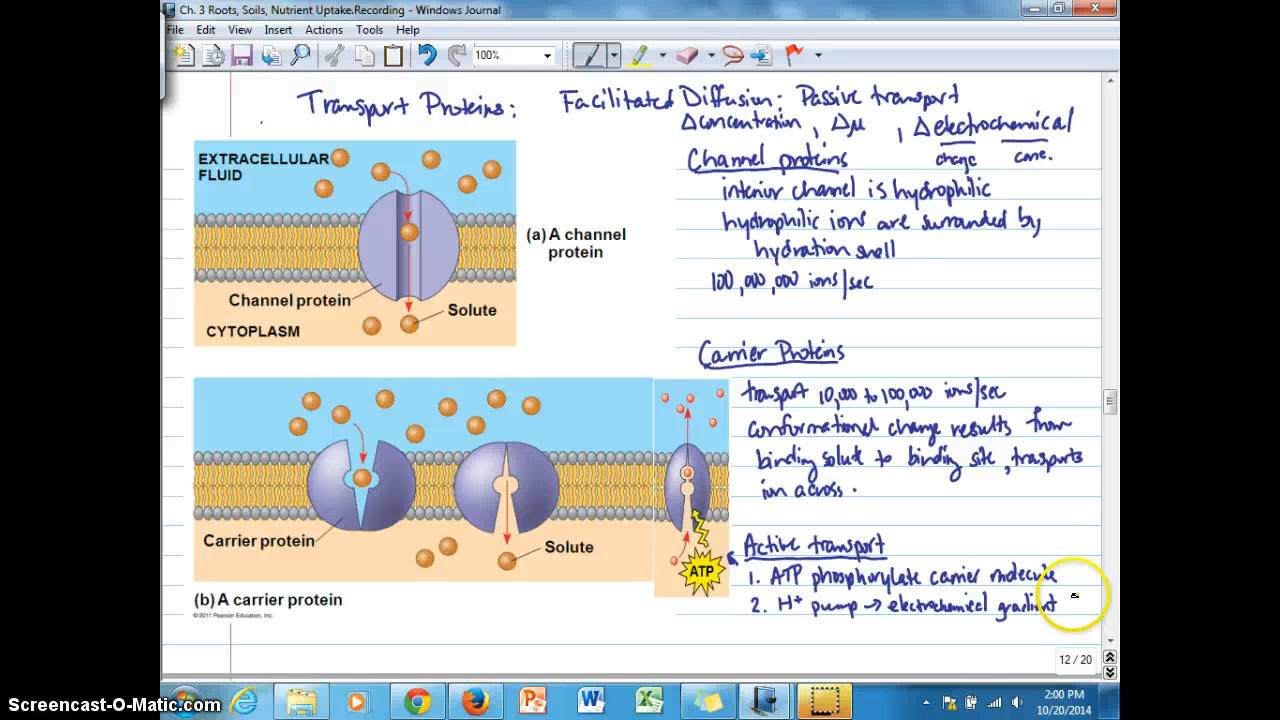 Ch. 3 Roots, Soils, Nutrient Uptake.Recording - Windows Journal
File Edit View Insert Actions Tools Help
100%
Transport Proteins:
Facilitated Diffusion: Passive transport
Δconcentration, Δμ, Δelectrochemical
charge conc.
EXTRACELLULAR
FLUID
Channel proteins
interior channel is hydrophilic
hydrophilic ions are surrounded by
hydration shell
100,000,000 ions/sec
(a) A channel
protein
Channel protein
Solute
CYTOPLASM
Carrier Proteins
transport 10,000 to 100,000 ions/sec
conformational change results from
binding solute to binding site, trasports
ion across.
Carrier protein
Solute
ATP
Active transport
1. ATP phosphorylate carrier molecule
2. H+ pump → electrochemical gradient
(b) A carrier protein
© 2011 Pearson Education, Inc.
12 / 20
2:00 PM
10/20/2014
Screencast-O-Matic.com